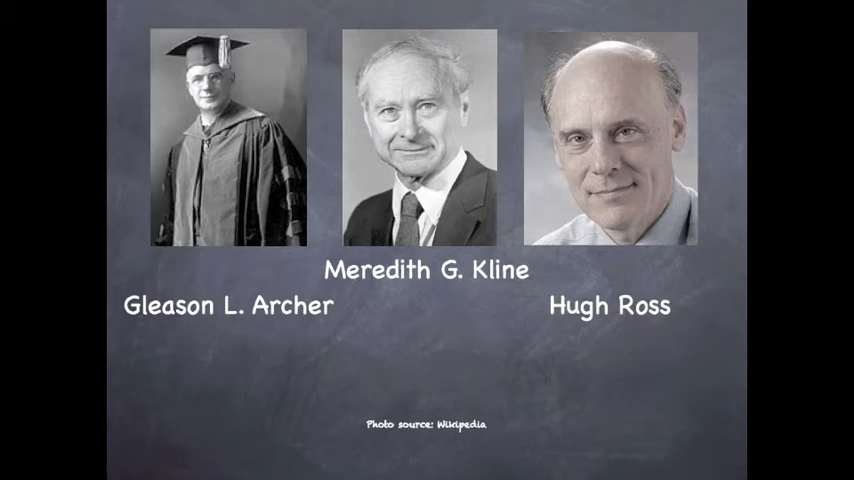 Meredith G. Kline
Gleason L. Archer
Hugh Ross
Photo source: Wikipedia